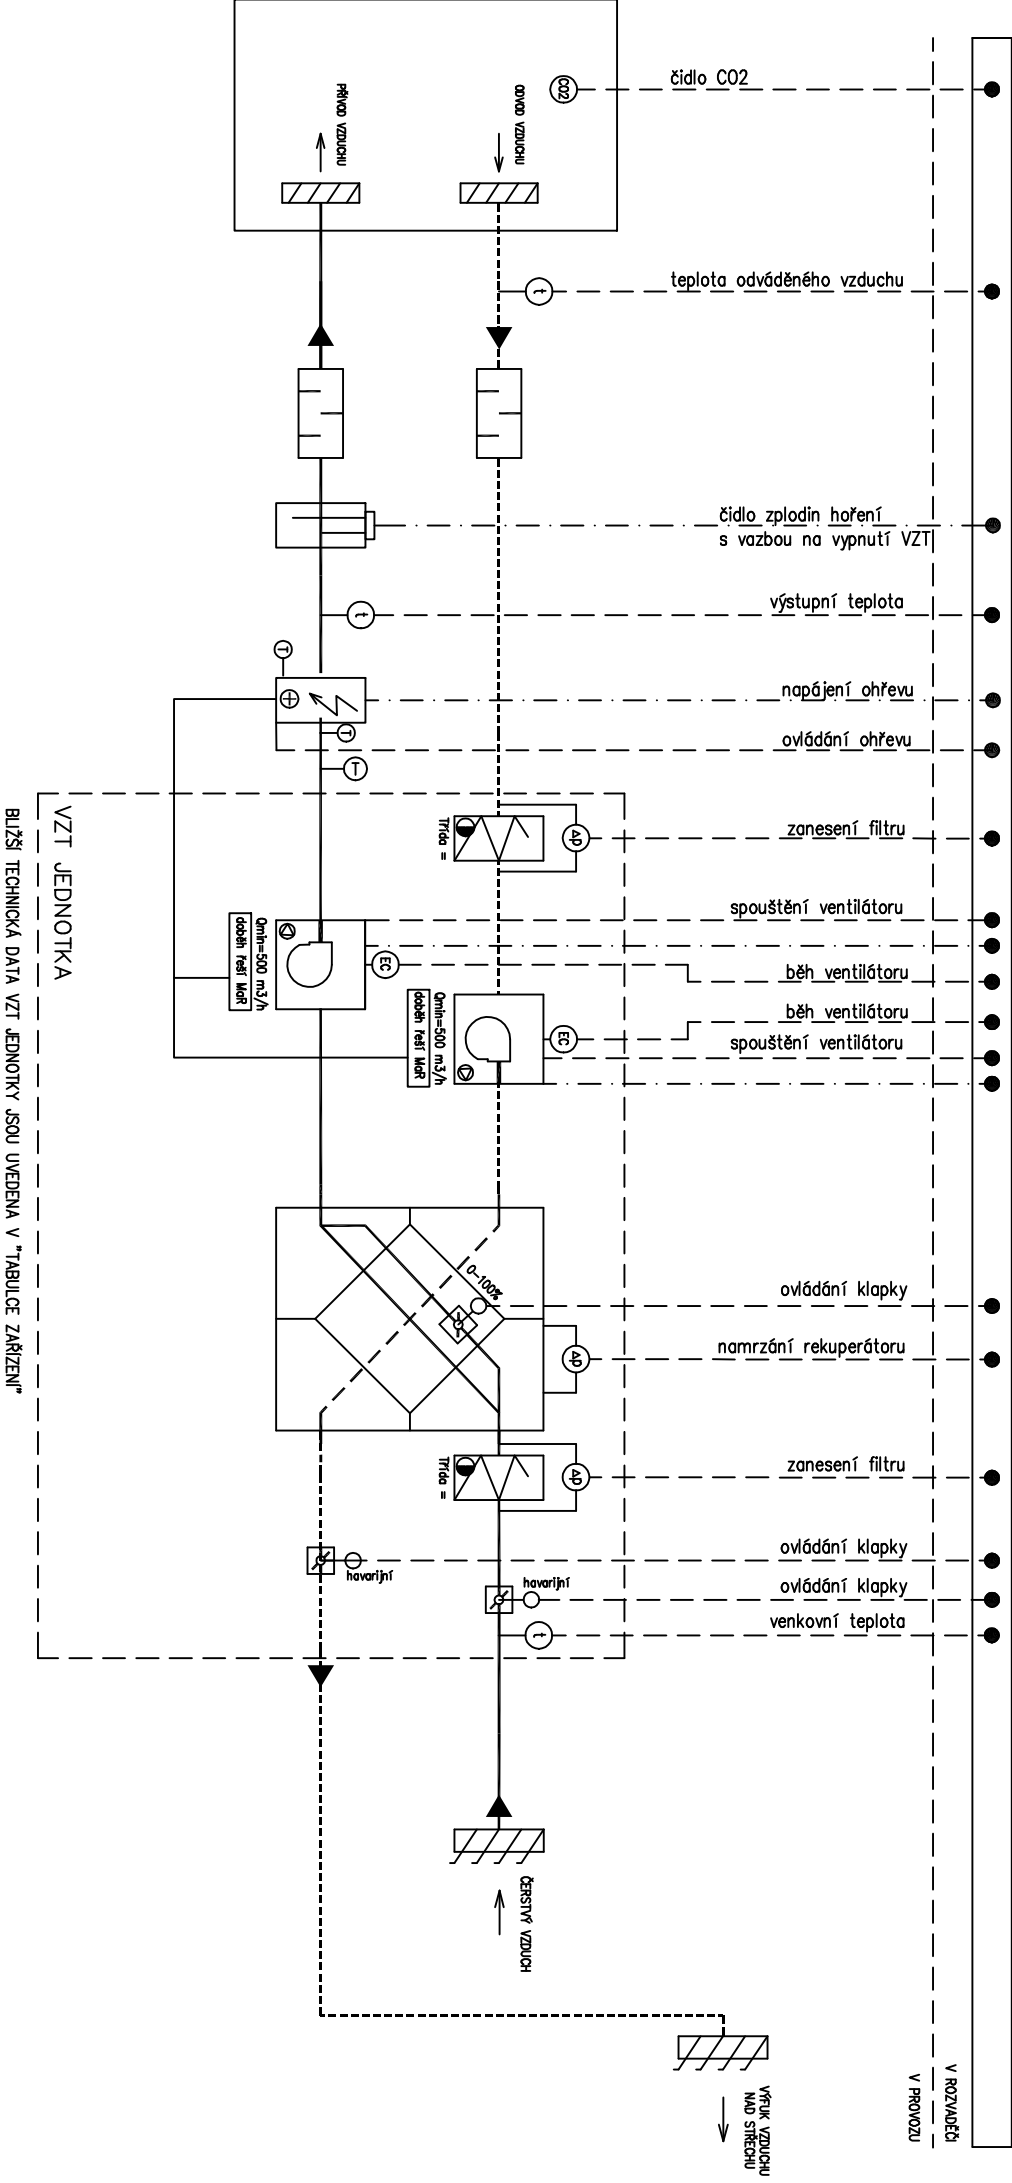 čidlo CO2
CO2
PŘÍVOD VZDUCHU
ODVOD VZDUCHU
teplota odváděného vzduchu
t
čidlo zplodin hoření
s vazbou na vypnutí VZT
výstupní teplota
t
T
napájení ohřevu
T
ovládání ohřevu
T
VZT JEDNOTKA
BLIŽŠÍ TECHNICKÁ DATA VZT JEDNOTKY JSOU UVEDENA V "TABULCE ZAŘÍZENÍ"
zanesení filtru
Δp
Třída =
spouštění ventilátoru
EC
běh ventilátoru
Qmin=500 m3/h
doběh řeší MaR
běh ventilátoru
EC
spouštění ventilátoru
Qmin=500 m3/h
doběh řeší MaR
0-100%
ovládání klapky
namrzání rekuperátoru
Δp
zanesení filtru
Δp
Třída =
ovládání klapky
havarijní
ovládání klapky
havarijní
venkovní teplota
t
ČERSTVÝ VZDUCH
VÝFUK VZDUCHU
NAD STŘECHU
V ROZVADĚČI
V PROVOZU